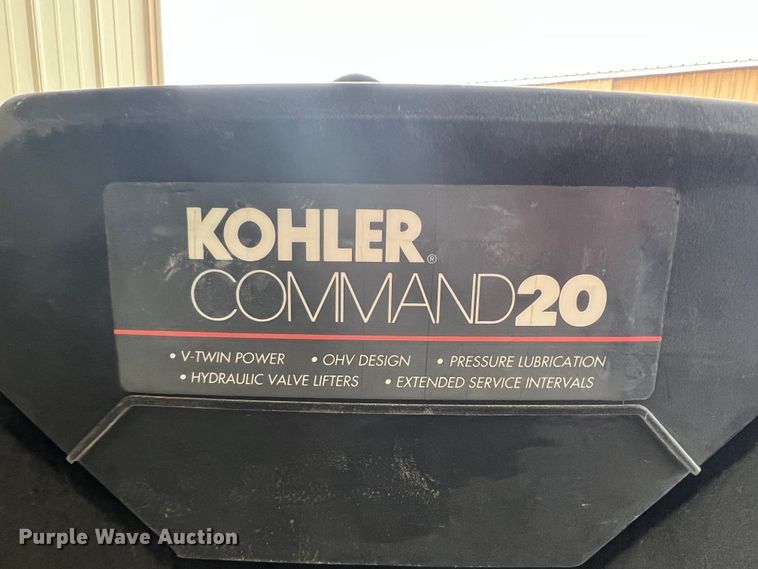 KOHLER®
COMMAND20
• V-TWIN POWER • OHV DESIGN • PRESSURE LUBRICATION
• HYDRAULIC VALVE LIFTERS • EXTENDED SERVICE INTERVALS
Purple Wave Auction®